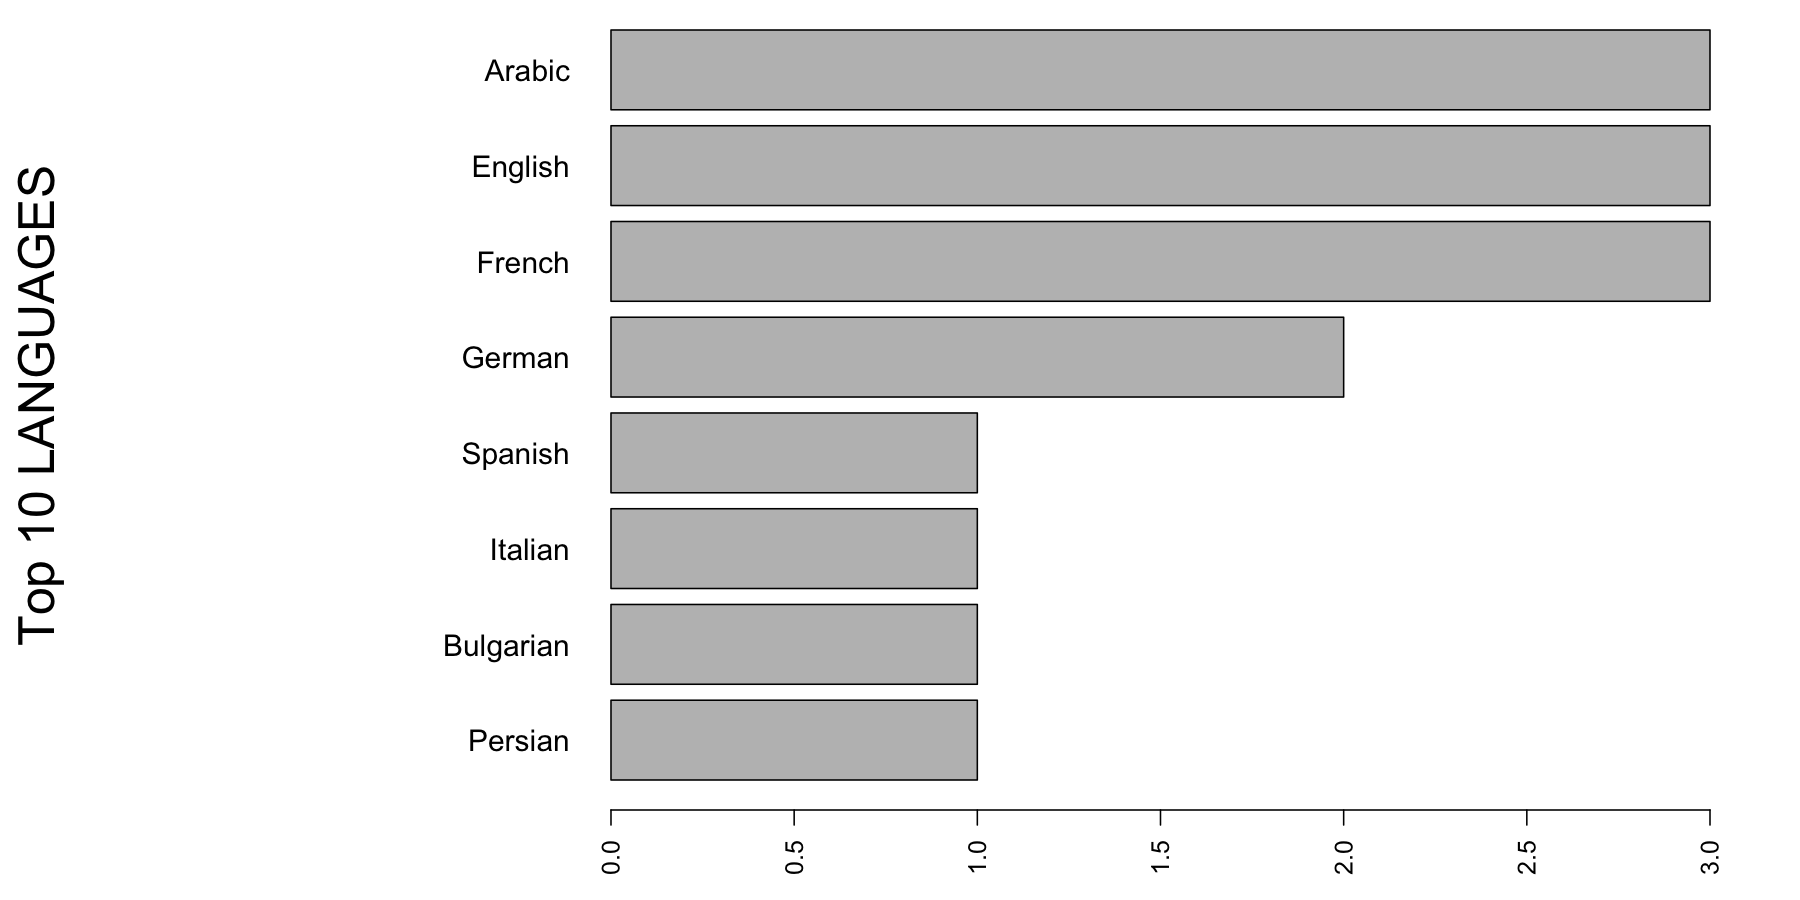 Top 10 LANGUAGES
Arabic
English
French
German
Spanish
Italian
Bulgarian
Persian
0.0 0.5 1.0 1.5 2.0 2.5 3.0